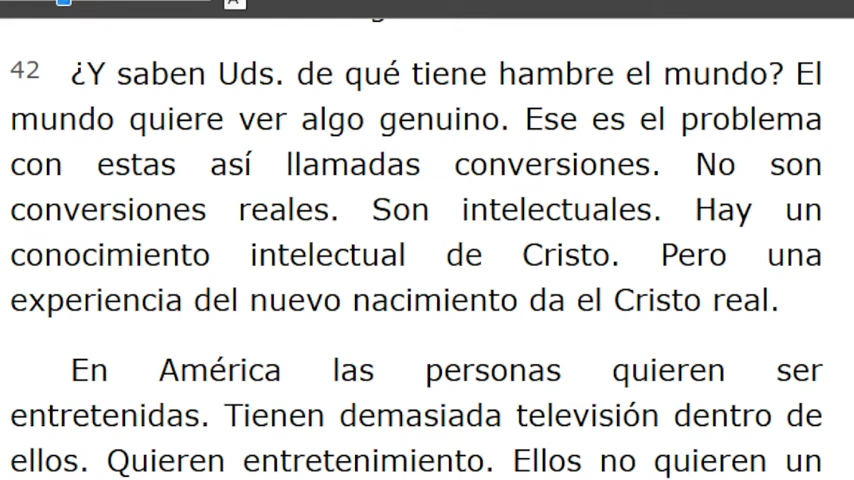 42 ¿Y saben Uds. de qué tiene hambre el mundo? El
mundo quiere ver algo genuino. Ese es el problema
con estas así llamadas conversiones. No son
conversiones reales. Son intelectuales. Hay un
conocimiento intelectual de Cristo. Pero una
experiencia del nuevo nacimiento da el Cristo real.
En América las personas quieren ser
entretenidas. Tienen demasiada televisión dentro de
ellos. Quieren entretenimiento. Ellos no quieren un